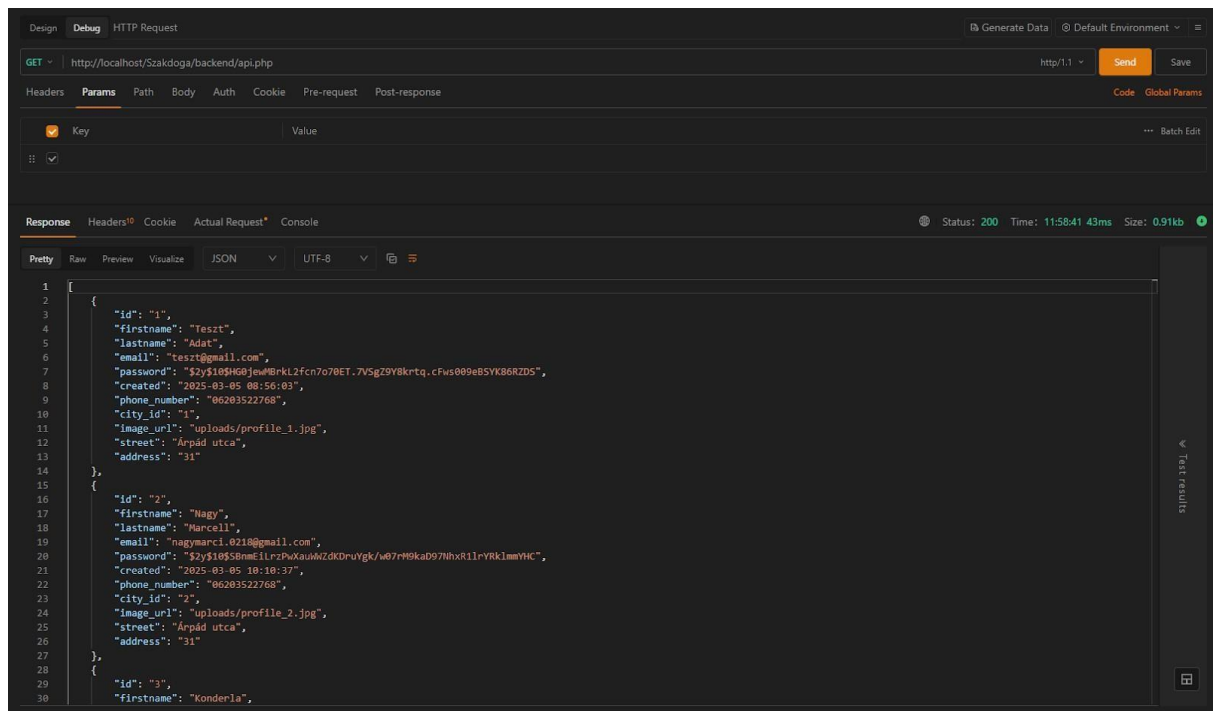 Design Debug HTTP Request Generate Data Default Environment
GET http://localhost/Szakdoga/backend/api.php http/1.1 Send Save
Headers Params Path Body Auth Cookie Pre-request Post-response Code Global Params
Key Value ••• Batch Edit
Response Headers10 Cookie Actual Request* Console Status: 200 Time: 11:58:41 43ms Size: 0.91kb
Pretty Raw Preview Visualize JSON UTF-8
1 [
2 {
3 "id": "1",
4 "firstname": "Teszt",
5 "lastname": "Adat",
6 "email": "teszt@gmail.com",
7 "password": "$2y$10$HG0jewMBrkL2fcn7o70ET.7VSgZ9Y8krtq.cFws009eBSYK86RZDS",
8 "created": "2025-03-05 08:56:03",
9 "phone_number": "06203522768",
10 "city_id": "1",
11 "image_url": "uploads/profile_1.jpg",
12 "street": "Árpád utca",
13 "address": "31"
14 },
15 {
16 "id": "2",
17 "firstname": "Nagy",
18 "lastname": "Marcell",
19 "email": "nagymarci.0218@gmail.com",
20 "password": "$2y$10$SBnmEiLrzPwXauWWZdKDruYgk/w07rM9kaD97NhxR1lrYRklmmYHC",
21 "created": "2025-03-05 10:10:37",
22 "phone_number": "06203522768",
23 "city_id": "2",
24 "image_url": "uploads/profile_2.jpg",
25 "street": "Árpád utca",
26 "address": "31"
27 },
28 {
29 "id": "3",
30 "firstname": "Konderla",
Test results